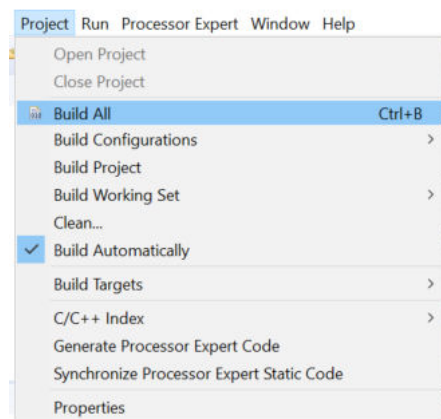 Project Run Processor Expert Window Help
Open Project
Close Project
Build All Ctrl+B
Build Configurations
Build Project
Build Working Set
Clean...
Build Automatically
Build Targets
C/C++ Index
Generate Processor Expert Code
Synchronize Processor Expert Static Code
Properties